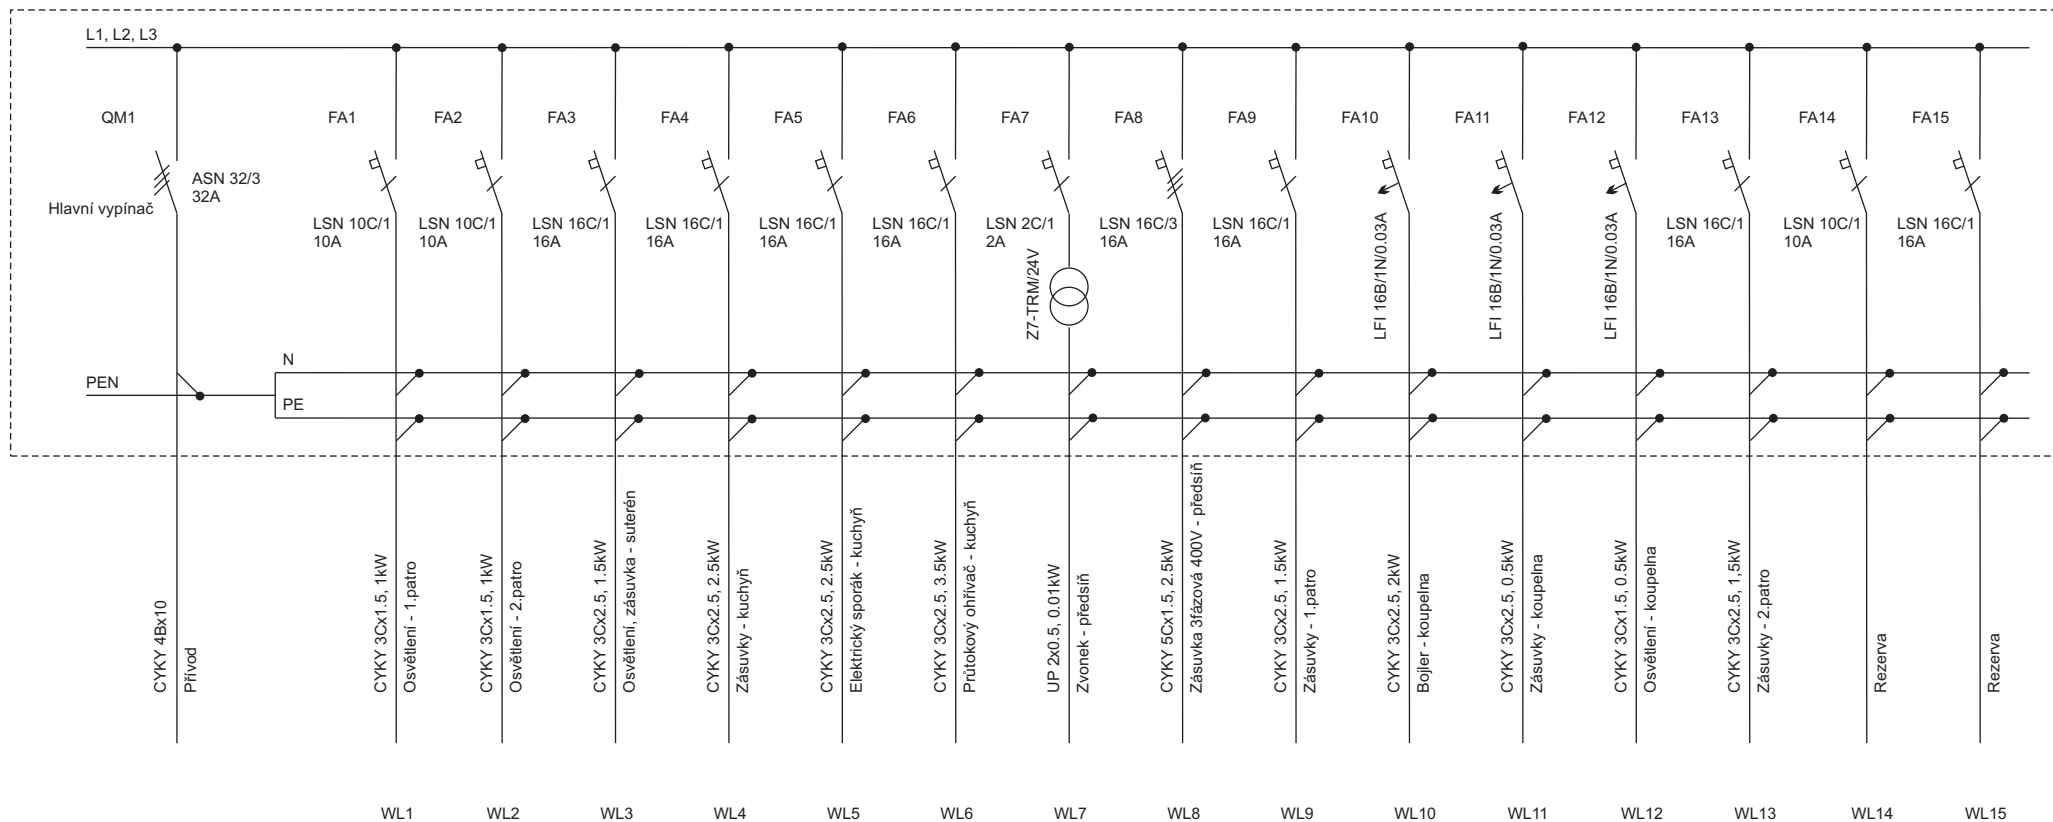 L1, L2, L3
QM1
FA1
FA2
FA3
FA4
FA5
FA6
FA7
FA8
FA9
FA10
FA11
FA12
FA13
FA14
FA15
Hlavní vypínač
ASN 32/3
32A
LSN 10C/1
10A
LSN 10C/1
10A
LSN 16C/1
16A
LSN 16C/1
16A
LSN 16C/1
16A
LSN 16C/1
16A
LSN 2C/1
2A
Z7-TRM/24V
LSN 16C/3
16A
LSN 16C/1
16A
LFI 16B/1N/0.03A
LFI 16B/1N/0.03A
LFI 16B/1N/0.03A
LSN 16C/1
16A
LSN 10C/1
10A
LSN 16C/1
16A
PEN
N
PE
CYKY 4Bx10
Přívod
CYKY 3Cx1.5, 1kW
Osvětlení - 1.patro
CYKY 3Cx1.5, 1kW
Osvětlení - 2.patro
CYKY 3Cx2.5, 1.5kW
Osvětlení, zásuvka - suterén
CYKY 3Cx2.5, 2.5kW
Zásuvky - kuchyň
CYKY 3Cx2.5, 2.5kW
Elektrický sporák - kuchyň
CYKY 3Cx2.5, 3.5kW
Průtokový ohřívač - kuchyň
UP 2x0.5, 0.01kW
Zvonek - předsíň
CYKY 5Cx1.5, 2.5kW
Zásuvka 3fázová 400V - předsíň
CYKY 3Cx2.5, 1.5kW
Zásuvky - 1.patro
CYKY 3Cx2.5, 2kW
Bojler - koupelna
CYKY 3Cx2.5, 0.5kW
Zásuvky - koupelna
CYKY 3Cx1.5, 0.5kW
Osvětlení - koupelna
CYKY 3Cx2.5, 1,5kW
Zásuvky - 2.patro
Rezerva
Rezerva
WL1
WL2
WL3
WL4
WL5
WL6
WL7
WL8
WL9
WL10
WL11
WL12
WL13
WL14
WL15